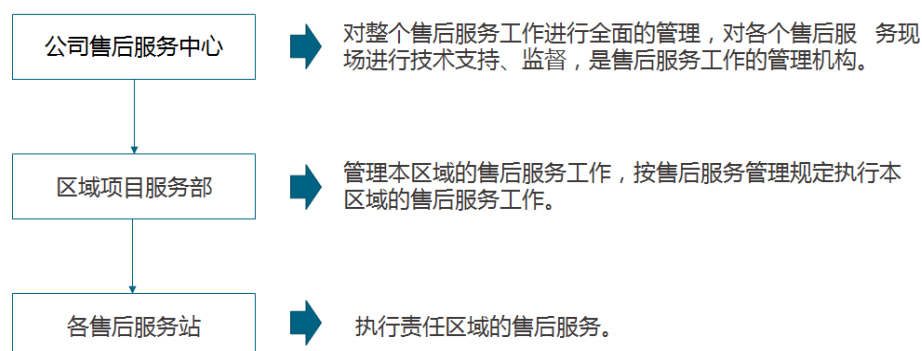 公司售后服务中心
对整个售后服务工作进行全面的管理，对各个售后服 务现
场进行技术支持、监督，是售后服务工作的管理机构。
区域项目服务部
管理本区域的售后服务工作，按售后服务管理规定执行本
区域的售后服务工作。
各售后服务站
执行责任区域的售后服务。